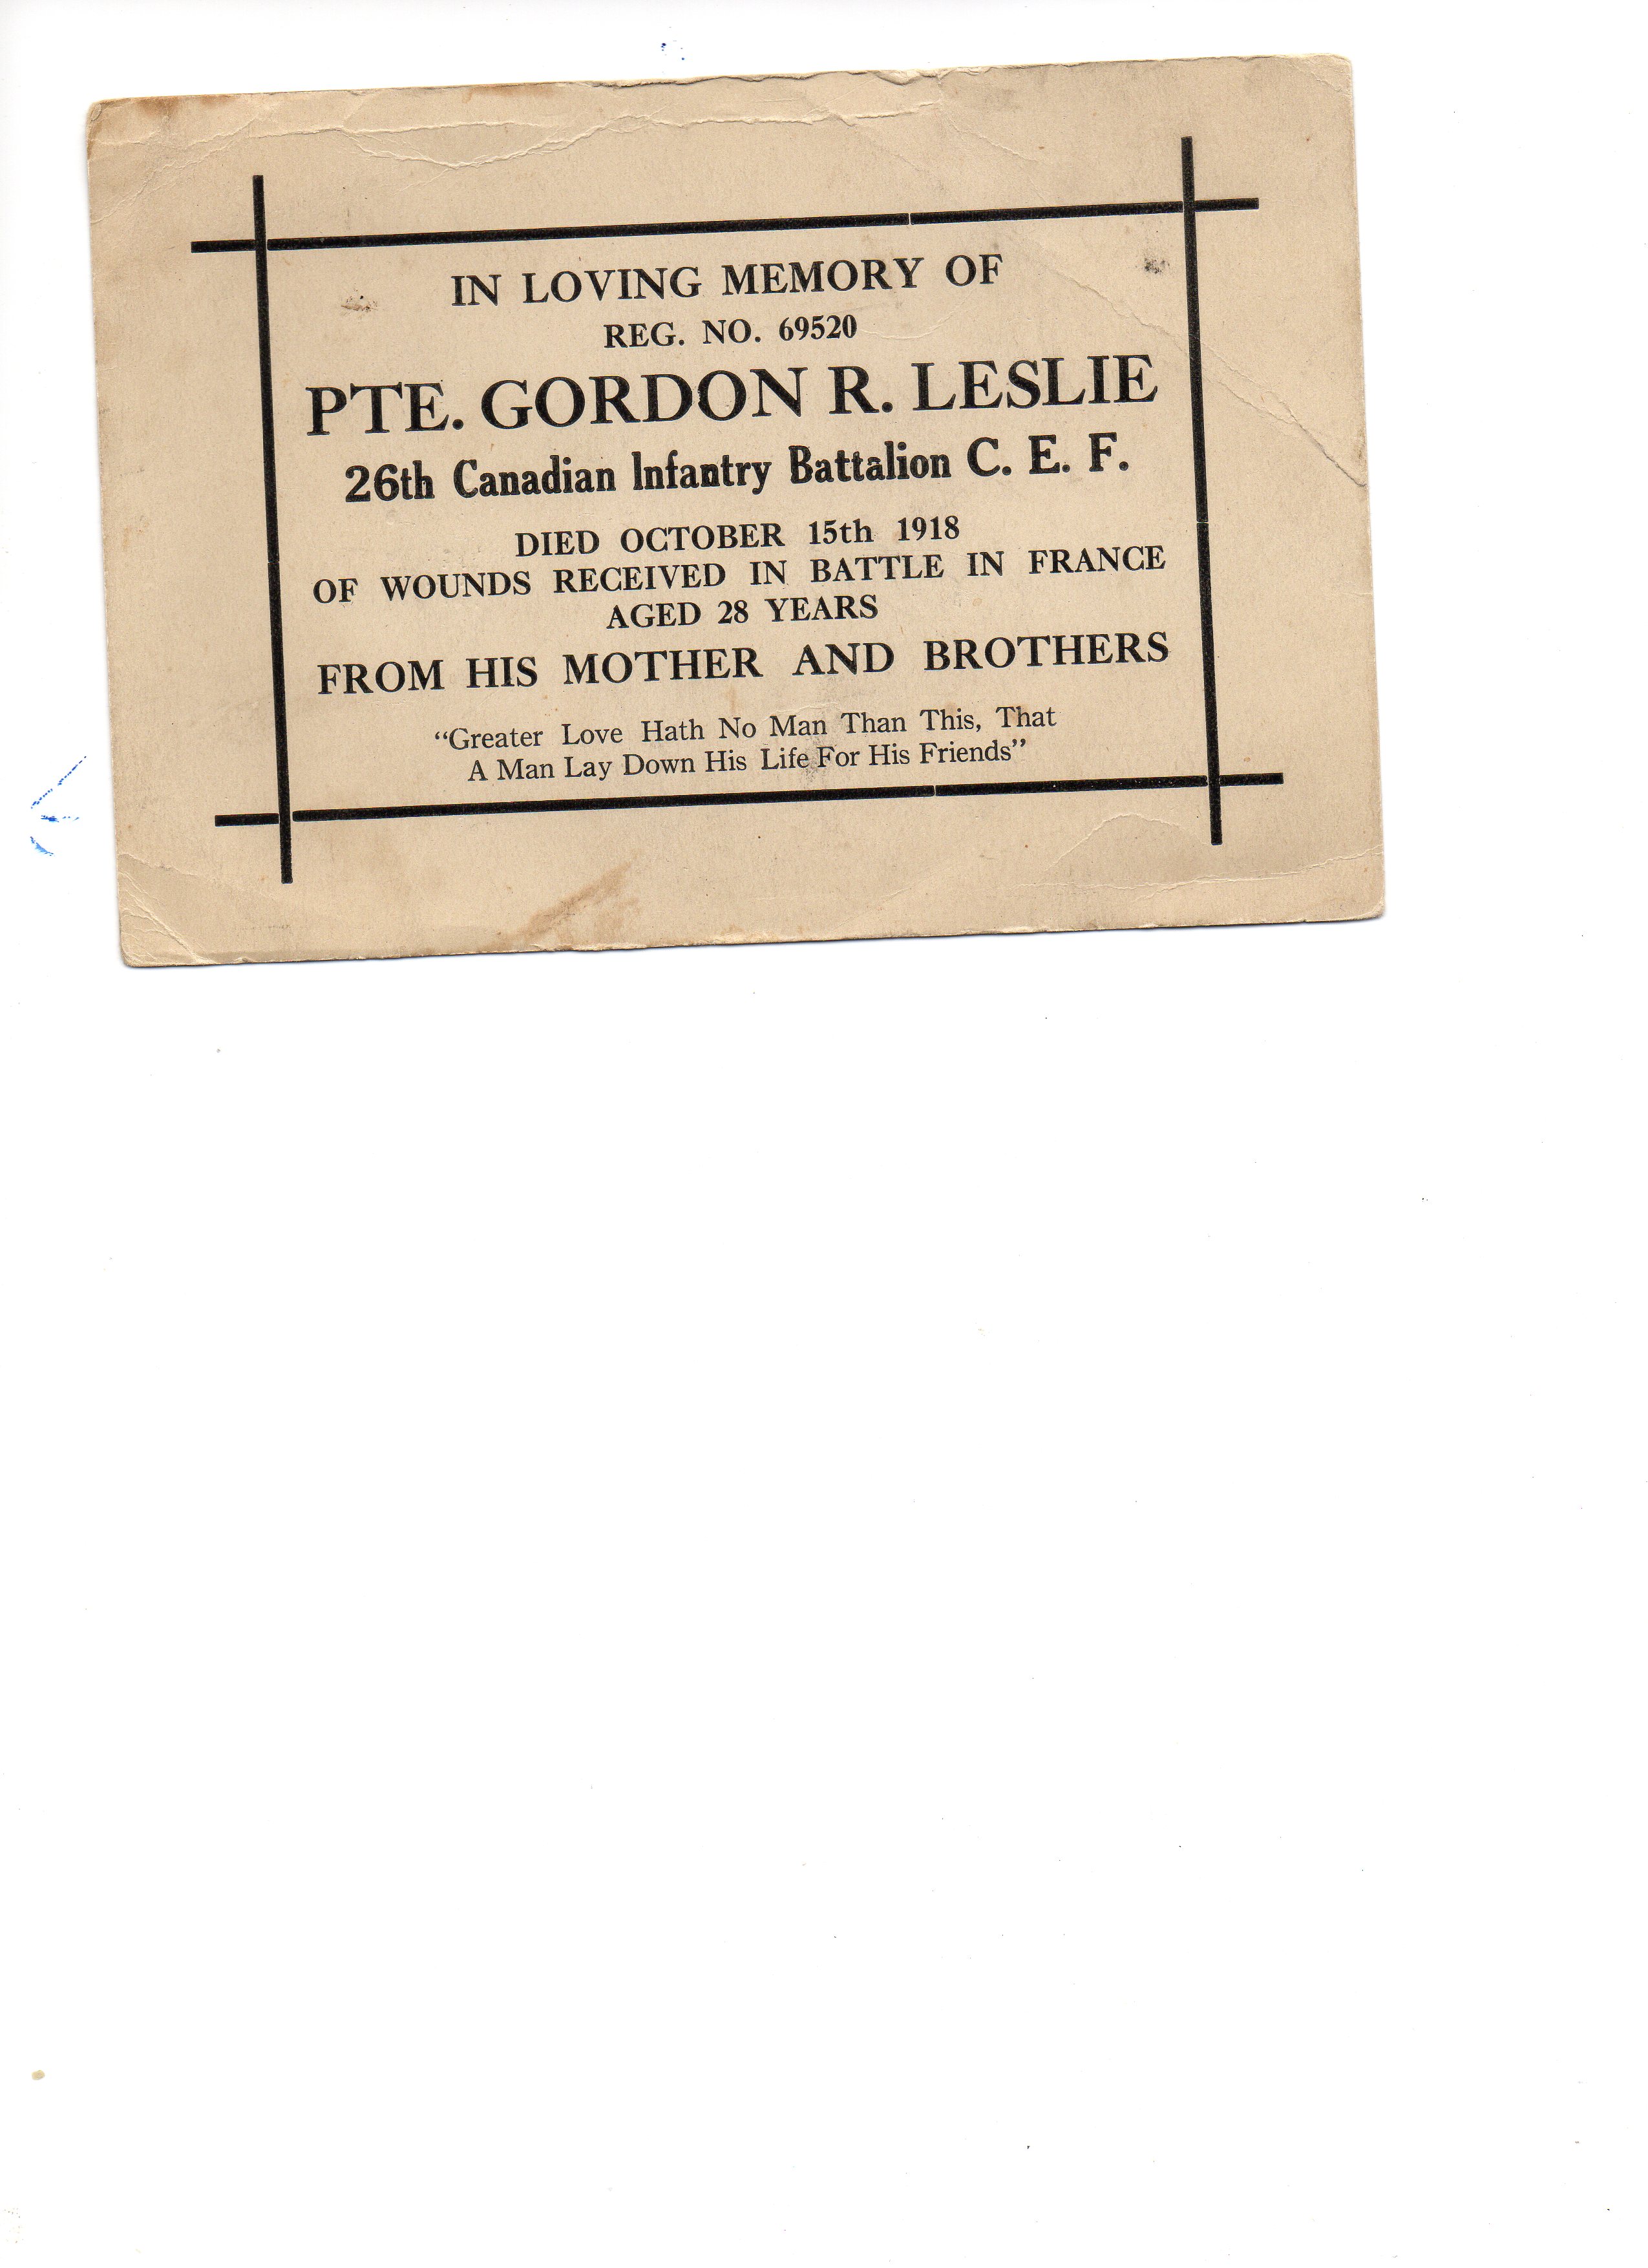 IN LOVING MEMORY OF
REG. NO. 69520
PTE. GORDON R. LESLIE
26th Canadian Infantry Battalion C. E. F.
DIED OCTOBER 15th 1918
OF WOUNDS RECEIVED IN BATTLE IN FRANCE
AGED 28 YEARS
FROM HIS MOTHER AND BROTHERS
“Greater Love Hath No Man Than This, That
A Man Lay Down His Life For His Friends”